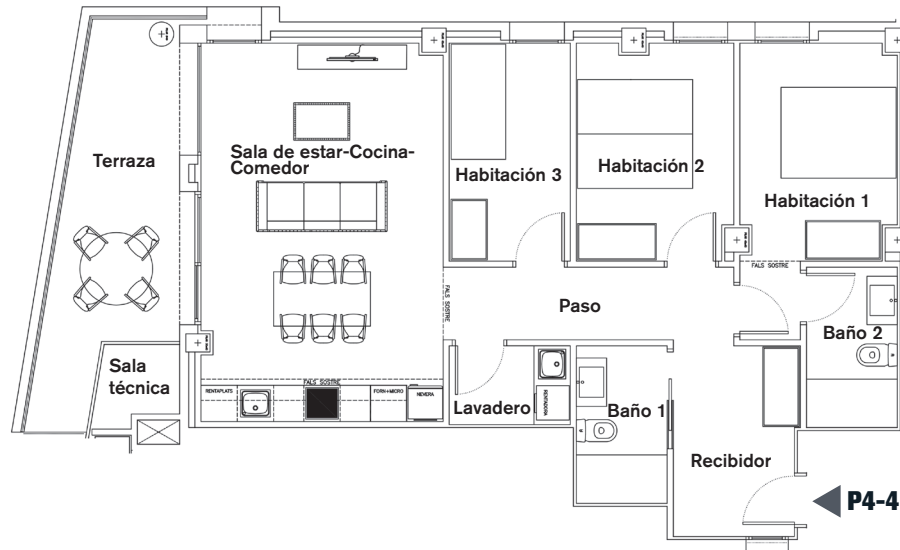 Terraza
Sala de estar-Cocina-
Comedor
Habitación 3
Habitación 2
Habitación 1
FALS SOSTRE
FALS SOSTRE
Paso
Baño 2
Sala
técnica
FALS SOSTRE
RENTAPLATS
FORN+MICRO
NEVERA
Lavadero
RENTADORA
Baño 1
Recibidor
P4-4